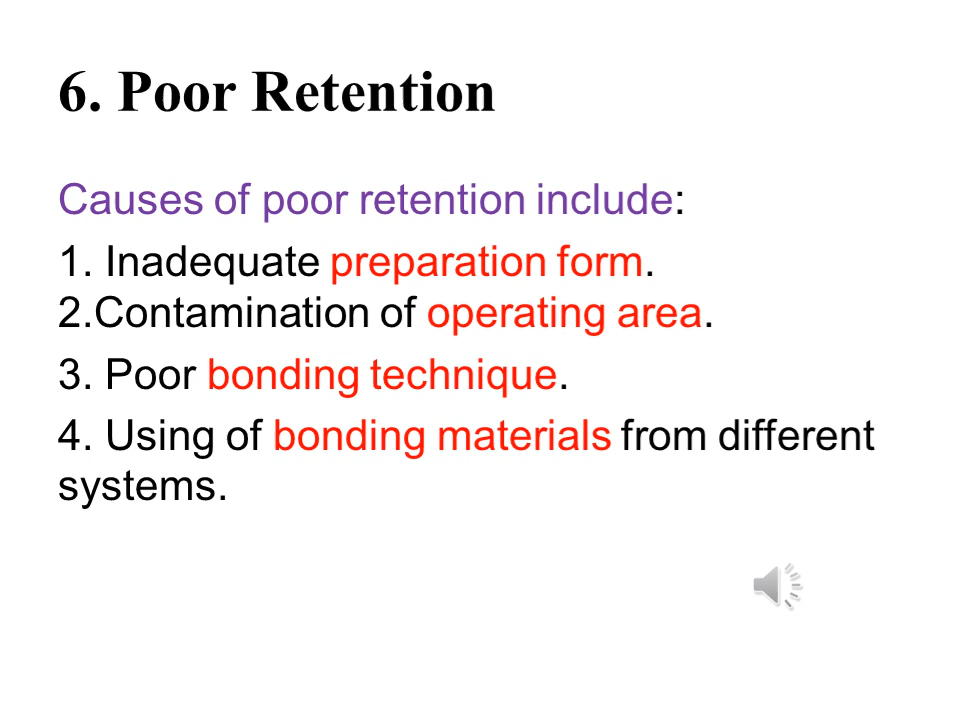 6. Poor Retention
Causes of poor retention include:
1. Inadequate preparation form.
2.Contamination of operating area.
3. Poor bonding technique.
4. Using of bonding materials from different
systems.